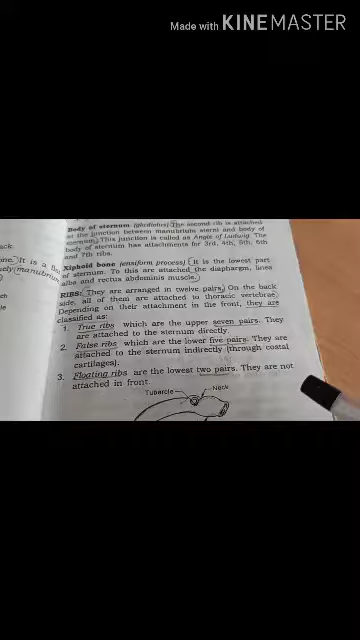 Made with KINEMASTER
Body of sternum (gladiolus) The second rib is attached
at the junction between manubrium sterni and body of
sternum. This junction is called as Angle of Ludwig. The
body of sternum has attachments for 3rd, 4th, 5th, 6th
and 7th ribs.
Xiphoid bone (ensiform process) It is the lowest part
of sternum. To this are attached the diaphargm, linea
alba and rectus abdeminis muscle.
RIBS: They are arranged in twelve pairs. On the back
side, all of them are attached to thoracic vertebrae.
Depending on their attachment in the front, they are
classified as:
1. True ribs which are the upper seven pairs. They
are attached to the sternum directly.
2. False ribs which are the lower five pairs. They are
attached to the sternum indirectly (through costal
cartilages).
3. Floating ribs are the lowest two pairs. They are not
attached in front.
Tubercle
Neck
It is a
manubrium